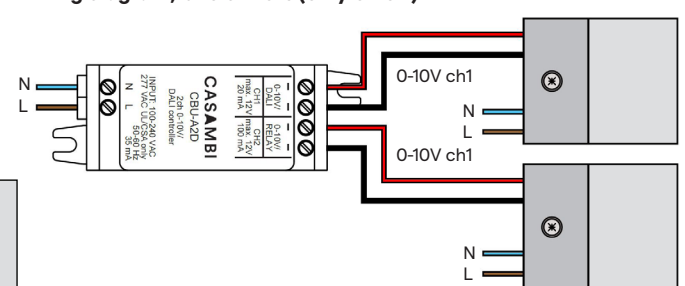 N
L
INPUT: 100-240 VAC
277 VAC UL/CSA only
50-60 Hz
35 mA
N L
CASAMBI
CBU-A2D
2ch 0-10V/
DALI controller
CH1
max. 12V
20 mA
CH2
max. 12V
100 mA
0-10V/
DALI
0-10V/
RELAY
0-10V ch1
N
L
0-10V ch1
N
L